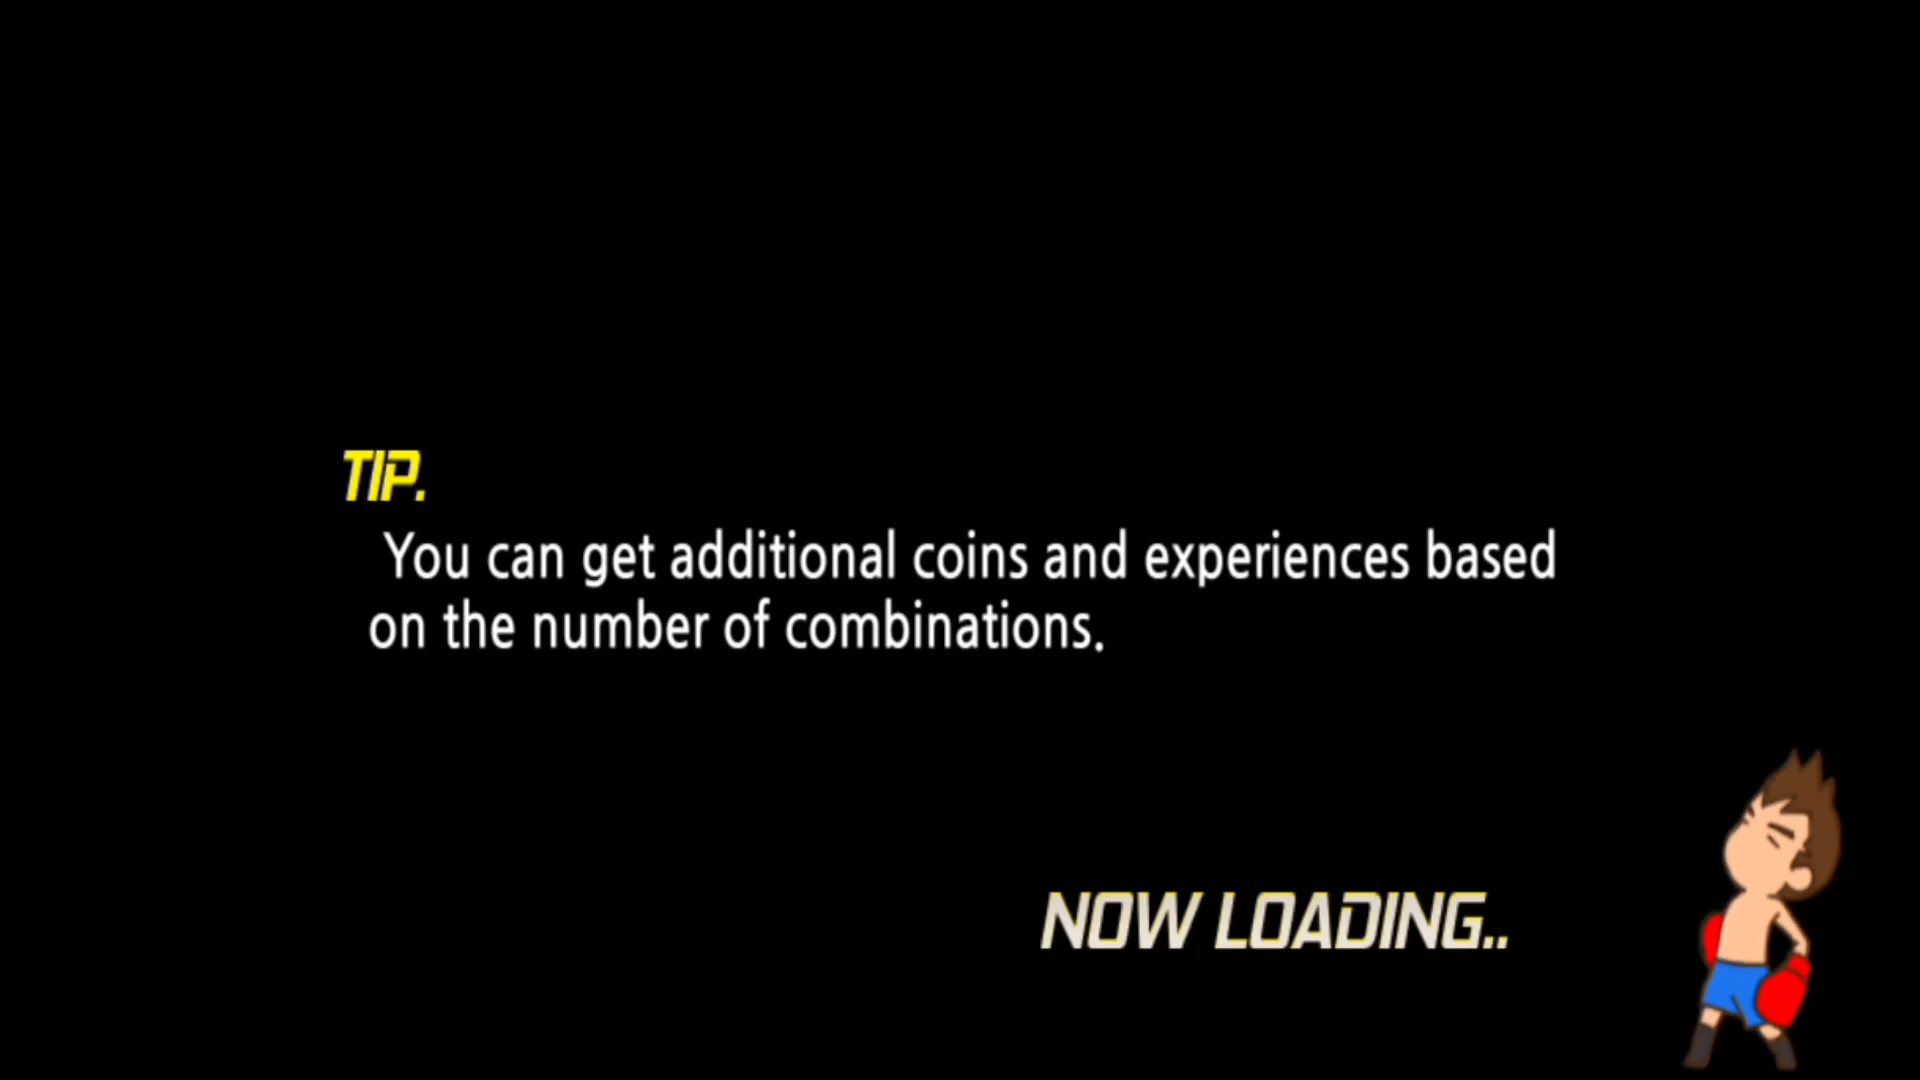 TIP.
You can get additional coins and experiences based
on the number of combinations.
NOW LOADING..